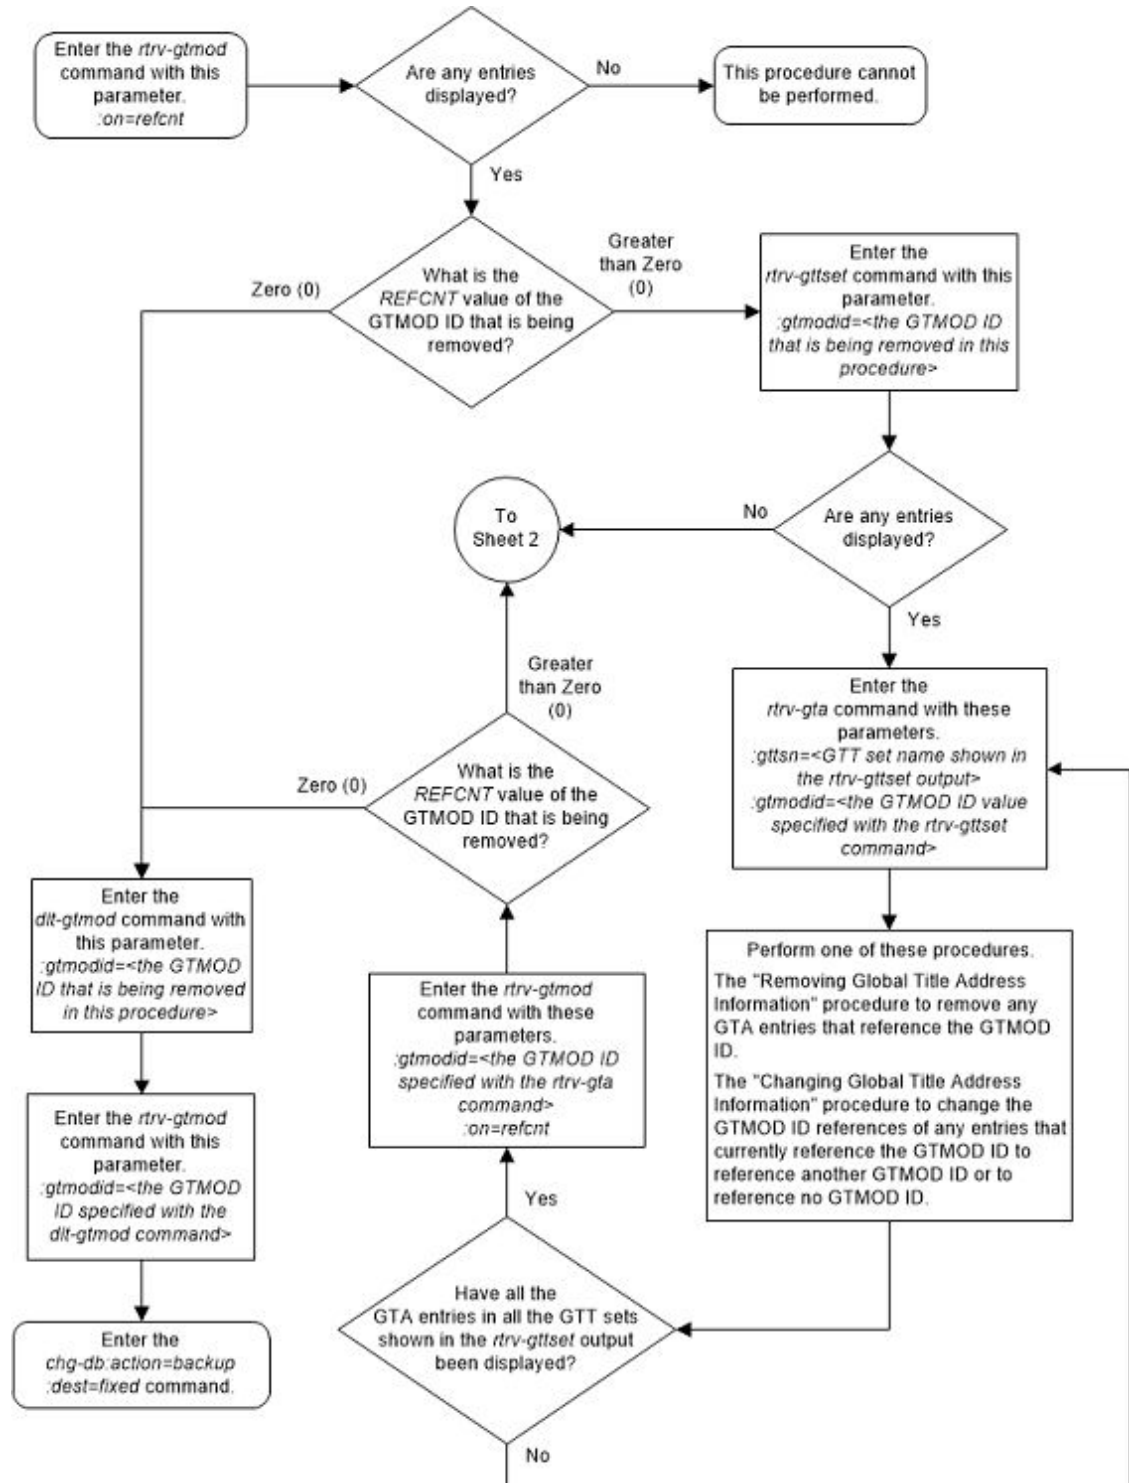 Enter the rtrv-gtmod
command with this
parameter.
:on=refcnt
Are any entries
displayed?
No
This procedure cannot
be performed.
Yes
What is the
REFCNT value of the
GTMOD ID that is being
removed?
Zero (0)
Greater
than Zero
(0)
Enter the
rtrv-gttset command with this
parameter.
:gtmodid=<the GTMOD ID
that is being removed in this
procedure>
Are any entries
displayed?
No
To
Sheet 2
Yes
Enter the
rtrv-gta command with these
parameters.
:gttsn=<GTT set name shown in
the rtrv-gttset output>
:gtmodid=<the GTMOD ID value
specified with the rtrv-gttset
command>
Perform one of these procedures.
The "Removing Global Title Address
Information" procedure to remove any
GTA entries that reference the GTMOD
ID.
The "Changing Global Title Address
Information" procedure to change the
GTMOD ID references of any entries that
currently reference the GTMOD ID to
reference another GTMOD ID or to
reference no GTMOD ID.
Have all the
GTA entries in all the GTT sets
shown in the rtrv-gttset output
been displayed?
No
Yes
Enter the rtrv-gtmod
command with these
parameters.
:gtmodid=<the GTMOD ID
specified with the rtrv-gta
command>
:on=refcnt
What is the
REFCNT value of the
GTMOD ID that is being
removed?
Greater
than Zero
(0)
Zero (0)
Enter the
dlt-gtmod command with
this parameter.
:gtmodid=<the GTMOD
ID that is being removed
in this procedure>
Enter the rtrv-gtmod
command with this
parameter.
:gtmodid=<the GTMOD
ID specified with the
dlt-gtmod command>
Enter the
chg-db:action=backup
:dest=fixed command.